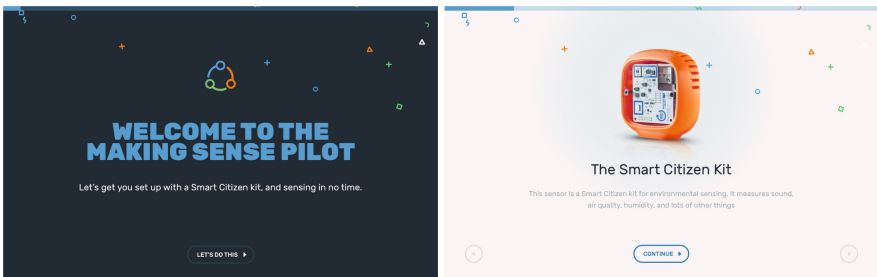 WELCOME TO THE
MAKING SENSE PILOT
Let's get you set up with a Smart Citizen kit, and sensing in no time.
LET'S DO THIS
The Smart Citizen Kit
This sensor is a Smart Citizen kit for environmental sensing. It measures sound,
air quality, humidity, and lots of other things
CONTINUE